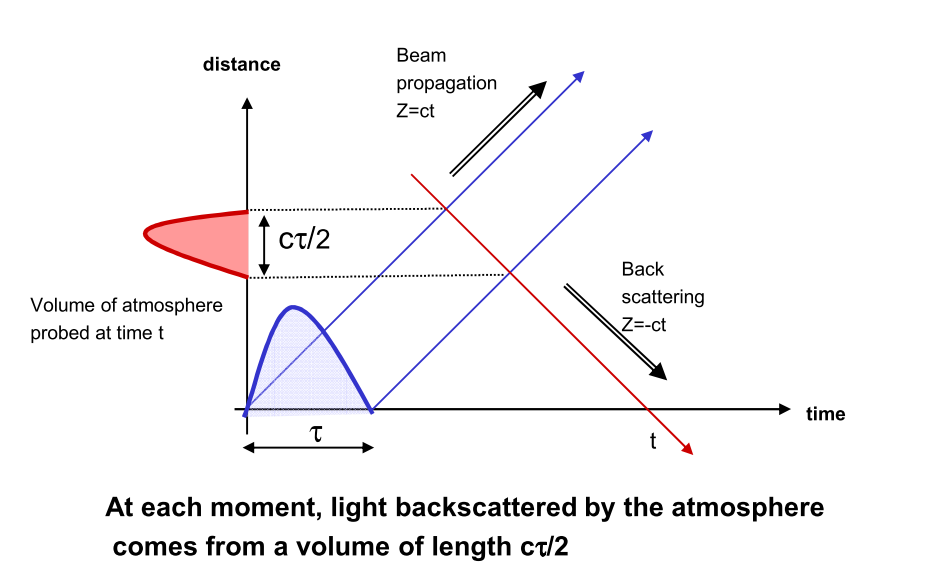 distance
Beam
propagation
Z=ct
cτ/2
Back
scattering
Z=-ct
Volume of atmosphere
probed at time t
time
τ
t
At each moment, light backscattered by the atmosphere
comes from a volume of length cτ/2